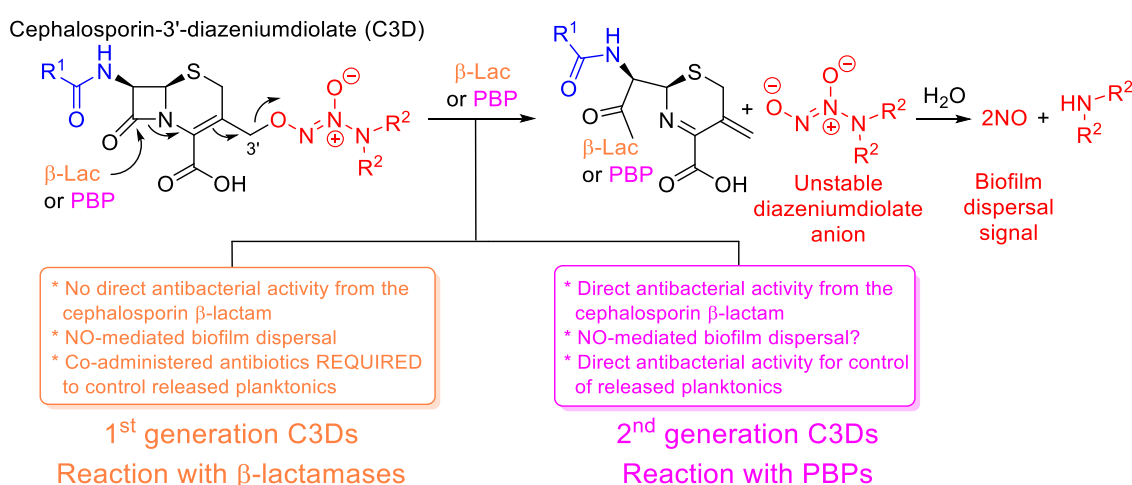 Cephalosporin-3'-diazeniumdiolate (C3D)
R¹
H
N
O
S
N
O
O
OH
3'
O
N
N
⊕
O
⊖
N
R²
R²
β-Lac
or PBP
β-Lac
or PBP
R¹
H
N
O
S
O
N
O
OH
β-Lac
or PBP
+
⊖
O
N
N
⊕
O
⊖
N
R²
R²
Unstable
diazeniumdiolate
anion
H₂O
2NO
+
HN
R²
R²
Biofilm
dispersal
signal
* No direct antibacterial activity from the
cephalosporin β-lactam
* NO-mediated biofilm dispersal
* Co-administered antibiotics REQUIRED
to control released planktonics
1st generation C3Ds
Reaction with β-lactamases
* Direct antibacterial activity from the
cephalosporin β-lactam
* NO-mediated biofilm dispersal?
* Direct antibacterial activity for control
of released planktonics
2nd generation C3Ds
Reaction with PBPs